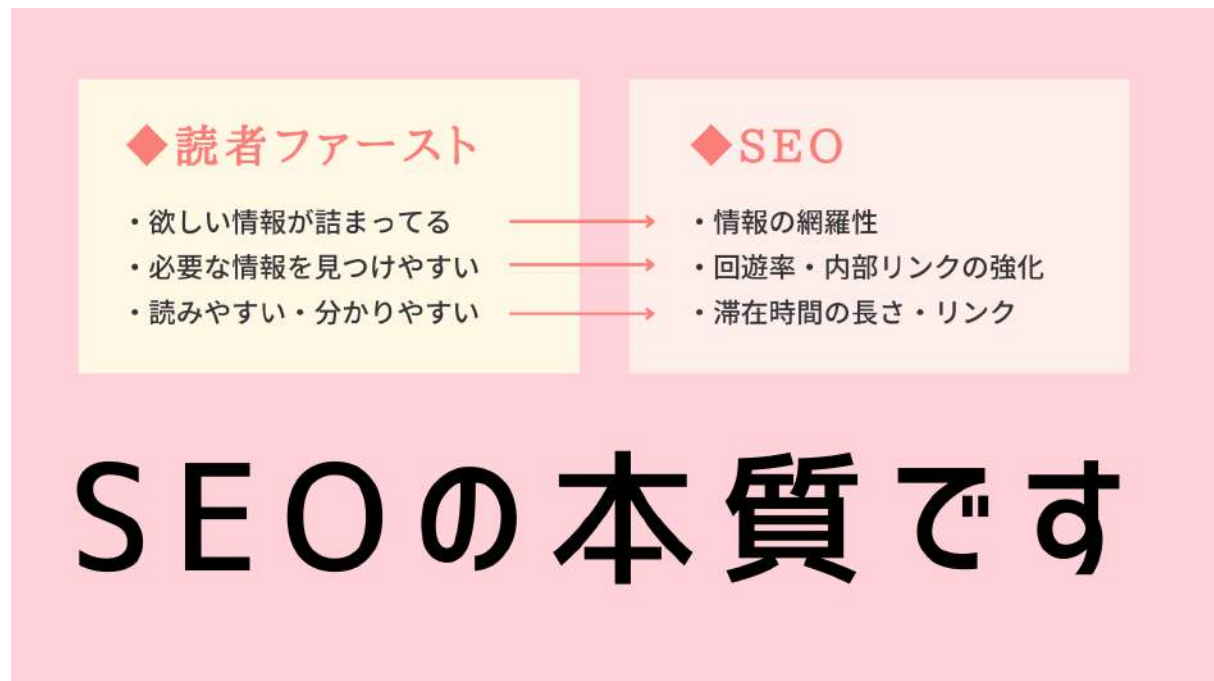 ◆読者ファースト
・欲しい情報が詰まってる
・必要な情報を見つけやすい
・読みやすい・分かりやすい
◆SEO
・情報の網羅性
・回遊率・内部リンクの強化
・滞在時間の長さ・リンク
SEOの本質です